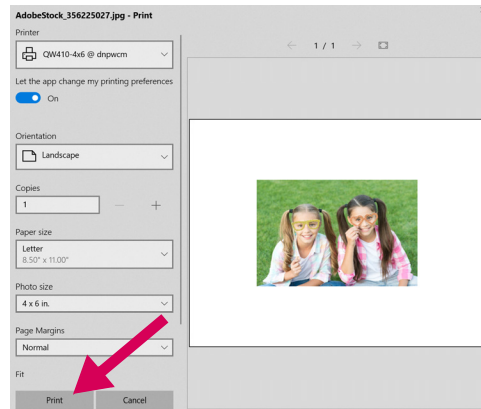 AdobeStock_356225027.jpg - Print
Printer
QW410-4x6 @ dnpwcm
Let the app change my printing preferences
On
Orientation
Landscape
Copies
1
Paper size
Letter
8.50" x 11.00"
Photo size
4 x 6 in.
Page Margins
Normal
Fit
Print Cancel
1 / 1